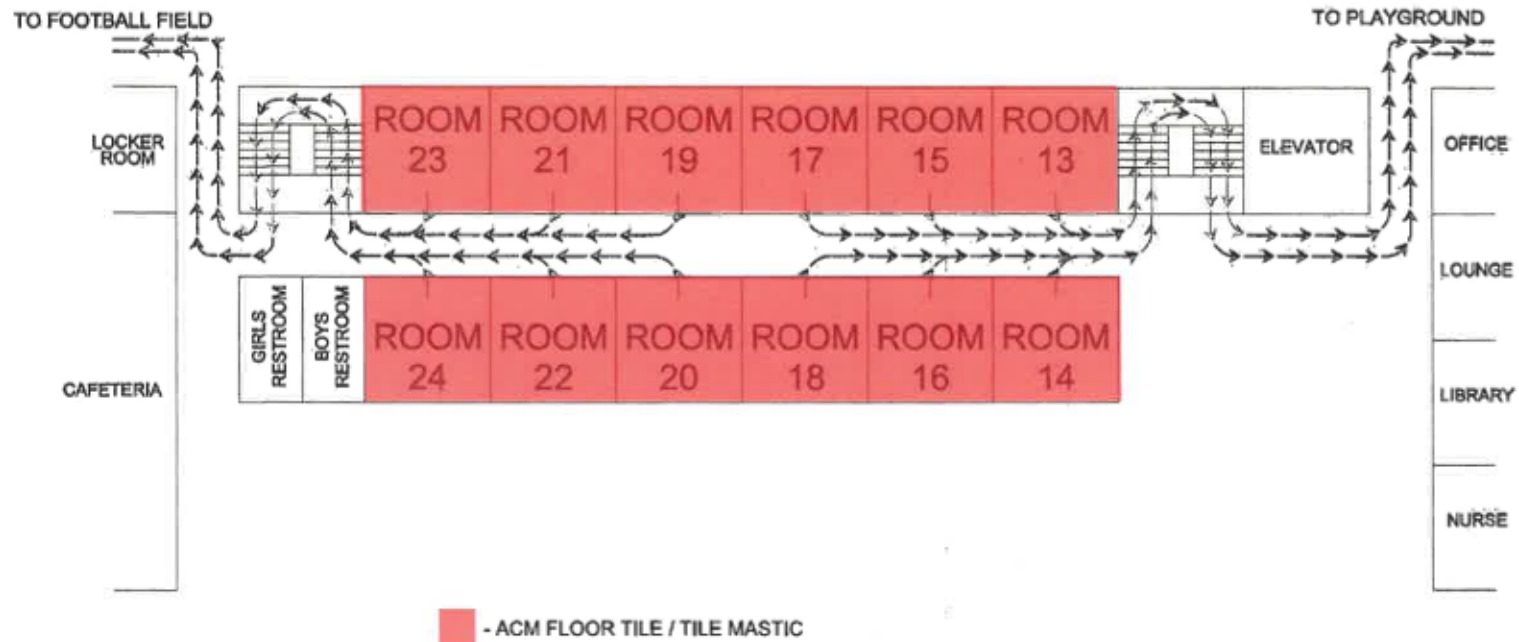 TO FOOTBALL FIELD
TO PLAYGROUND
LOCKER
ROOM
ROOM
23
ROOM
21
ROOM
19
ROOM
17
ROOM
15
ROOM
13
ELEVATOR
OFFICE
LOUNGE
GIRLS
RESTROOM
BOYS
RESTROOM
ROOM
24
ROOM
22
ROOM
20
ROOM
18
ROOM
16
ROOM
14
CAFETERIA
LIBRARY
NURSE
- ACM FLOOR TILE / TILE MASTIC